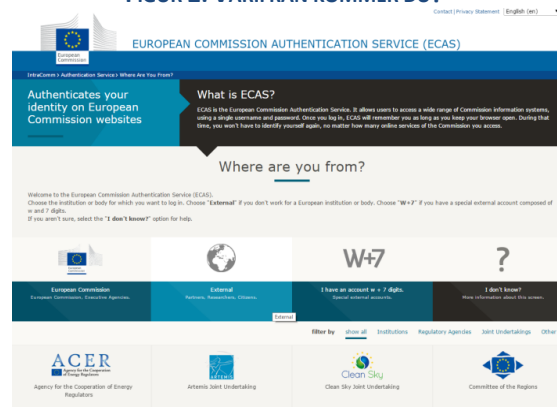 FIGUR 2: VARIFRÅN KOMMER DU?
Contact | Privacy Statement English (en)
European
Commission
EUROPEAN COMMISSION AUTHENTICATION SERVICE (ECAS)
IntraComm > Authentication Service > Where Are You From?
Authenticates your
identity on European
Commission websites
What is ECAS?
ECAS is the European Commission Authentication Service. It allows users to access a wide range of Commission information systems,
using a single username and password. Once you log in, ECAS will remember you as long as you keep your browser open. During that
time, you won't have to identify yourself again, no matter how many online services of the Commission you access.
Where are you from?
Welcome to the European Commission Authentication Service (ECAS).
Choose the institution or body for which you want to log in. Choose "External" if you don't work for a European institution or body. Choose "W+7" if you have a special external account composed of
w and 7 digits.
If you aren't sure, select the "I don't know?" option for help.
W+7
?
European Commission
European Commission. Executive Agencies.
External
Partners, Researchers, Citizens.
I have an account w + 7 digits.
Special external accounts.
I don't know?
More information about this screen.
External
filter by show all Institutions Regulatory Agencies Joint Undertakings Other
ACER
Agency for the Cooperation
of Energy Regulators
ARTEMIS
Clean Sky
Agency for the Cooperation of Energy
Regulators
Artemis Joint Undertaking
Clean Sky Joint Undertaking
Committee of the Regions